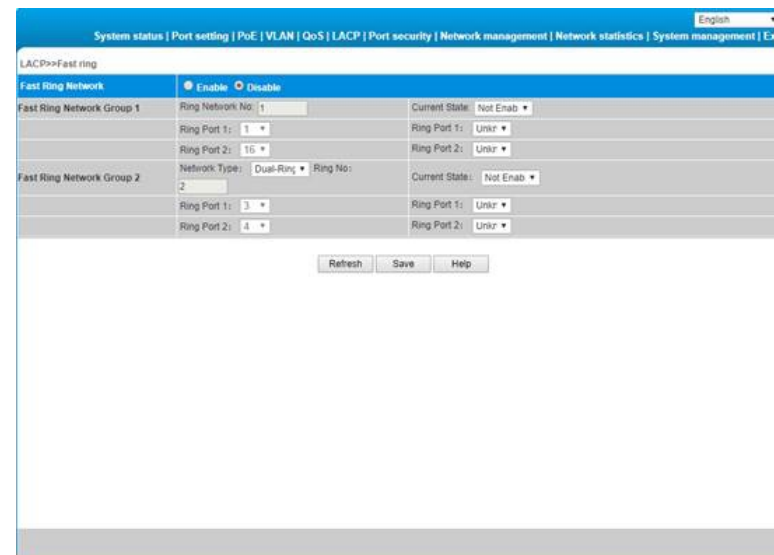 English
System status | Port setting | PoE | VLAN | QoS | LACP | Port security | Network management | Network statistics | System management | Ex
LACP>>Fast ring
Fast Ring Network Enable Disable
Fast Ring Network Group 1 Ring Network No: 1 Current State: Not Enab
Ring Port 1: 1 Ring Port 1: Unkr
Ring Port 2: 16 Ring Port 2: Unkr
Fast Ring Network Group 2 Network Type: Dual-Ring Ring No: 2 Current State: Not Enab
Ring Port 1: 3 Ring Port 1: Unkr
Ring Port 2: 4 Ring Port 2: Unkr
Refresh Save Help